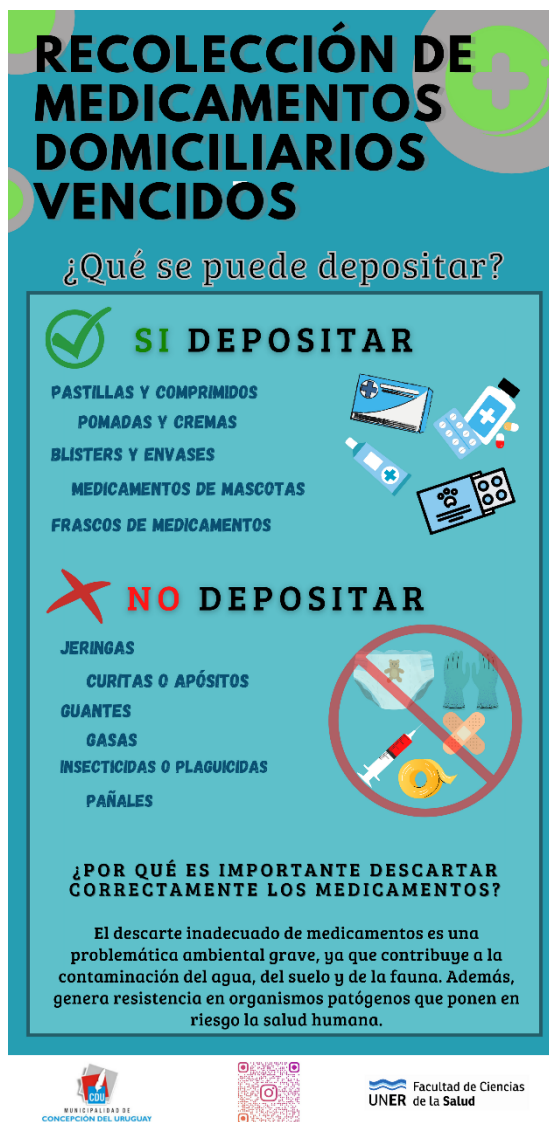 RECOLECCIÓN DE
MEDICAMENTOS
DOMICILIARIOS
VENCIDOS
¿Qué se puede depositar?
SI DEPOSITAR
PASTILLAS Y COMPRIMIDOS
POMADAS Y CREMAS
BLISTERS Y ENVASES
MEDICAMENTOS DE MASCOTAS
FRASCOS DE MEDICAMENTOS
NO DEPOSITAR
JERINGAS
CURITAS O APÓSITOS
GUANTES
GASAS
INSECTICIDAS O PLAGUICIDAS
PAÑALES
¿POR QUÉ ES IMPORTANTE DESCARTAR
CORRECTAMENTE LOS MEDICAMENTOS?
El descarte inadecuado de medicamentos es una
problemática ambiental grave, ya que contribuye a la
contaminación del agua, del suelo y de la fauna. Además,
genera resistencia en organismos patógenos que ponen en
riesgo la salud humana.
CDU
MUNICIPALIDAD DE
CONCEPCIÓN DEL URUGUAY
UNER
Facultad de Ciencias
de la Salud